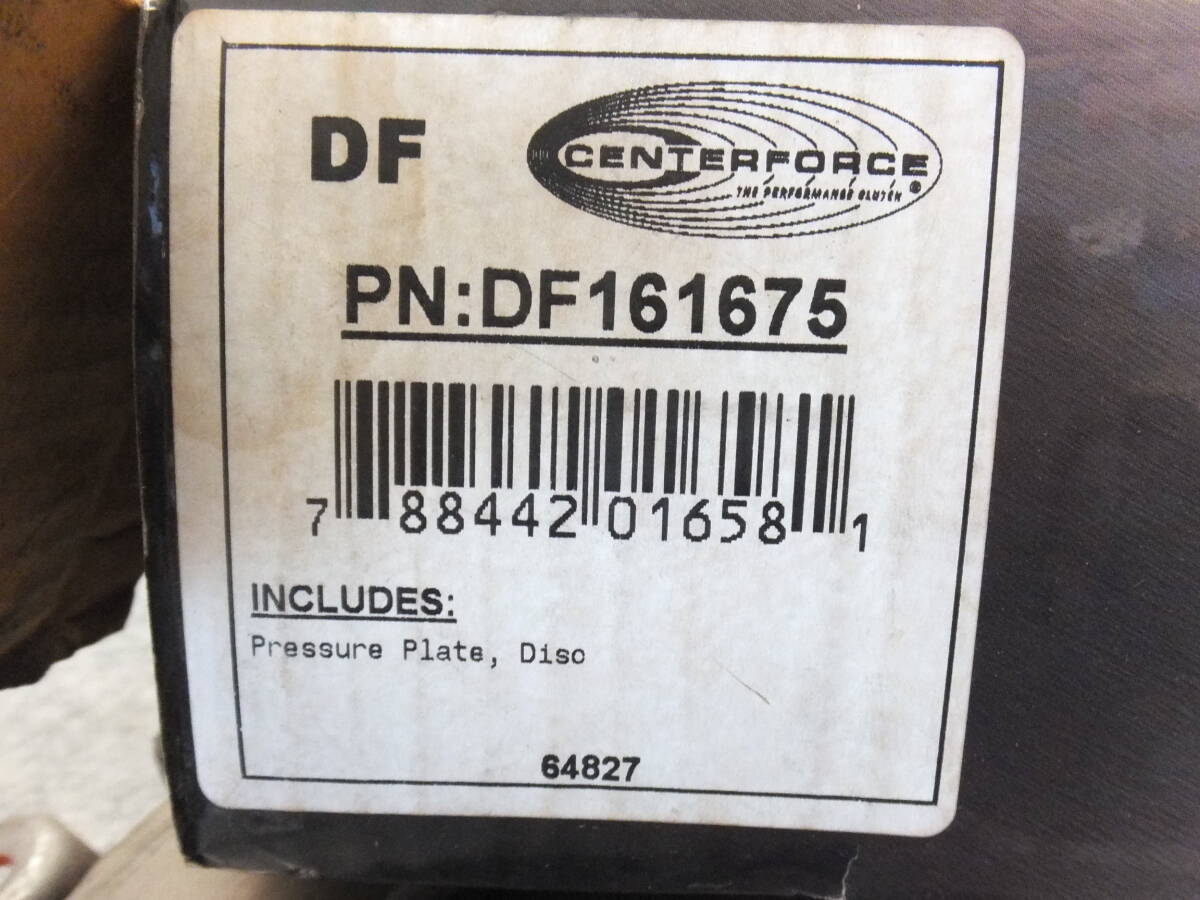 DF
CENTERFORCE
THE PERFORMANCE CLUTCH ®
PN:DF161675
7 88442 01658 1
INCLUDES:
Pressure Plate, Disc
64827